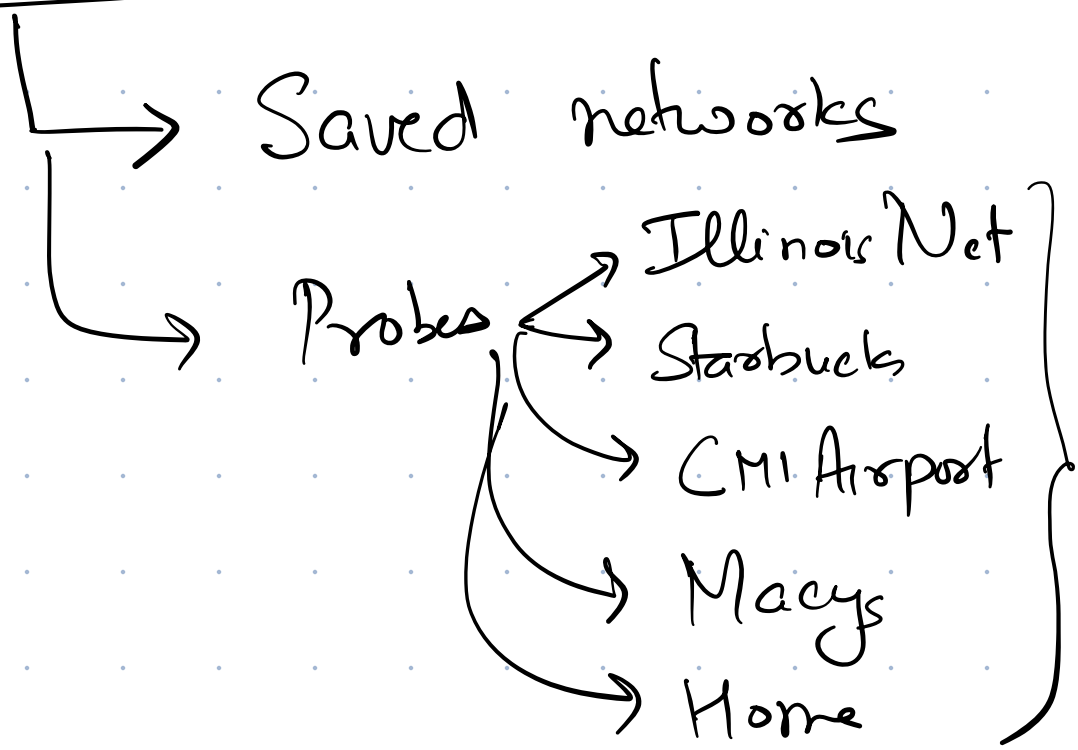 Saved networks
Illinois Net
Probes
Starbucks
CMI Airport
Macys
Home